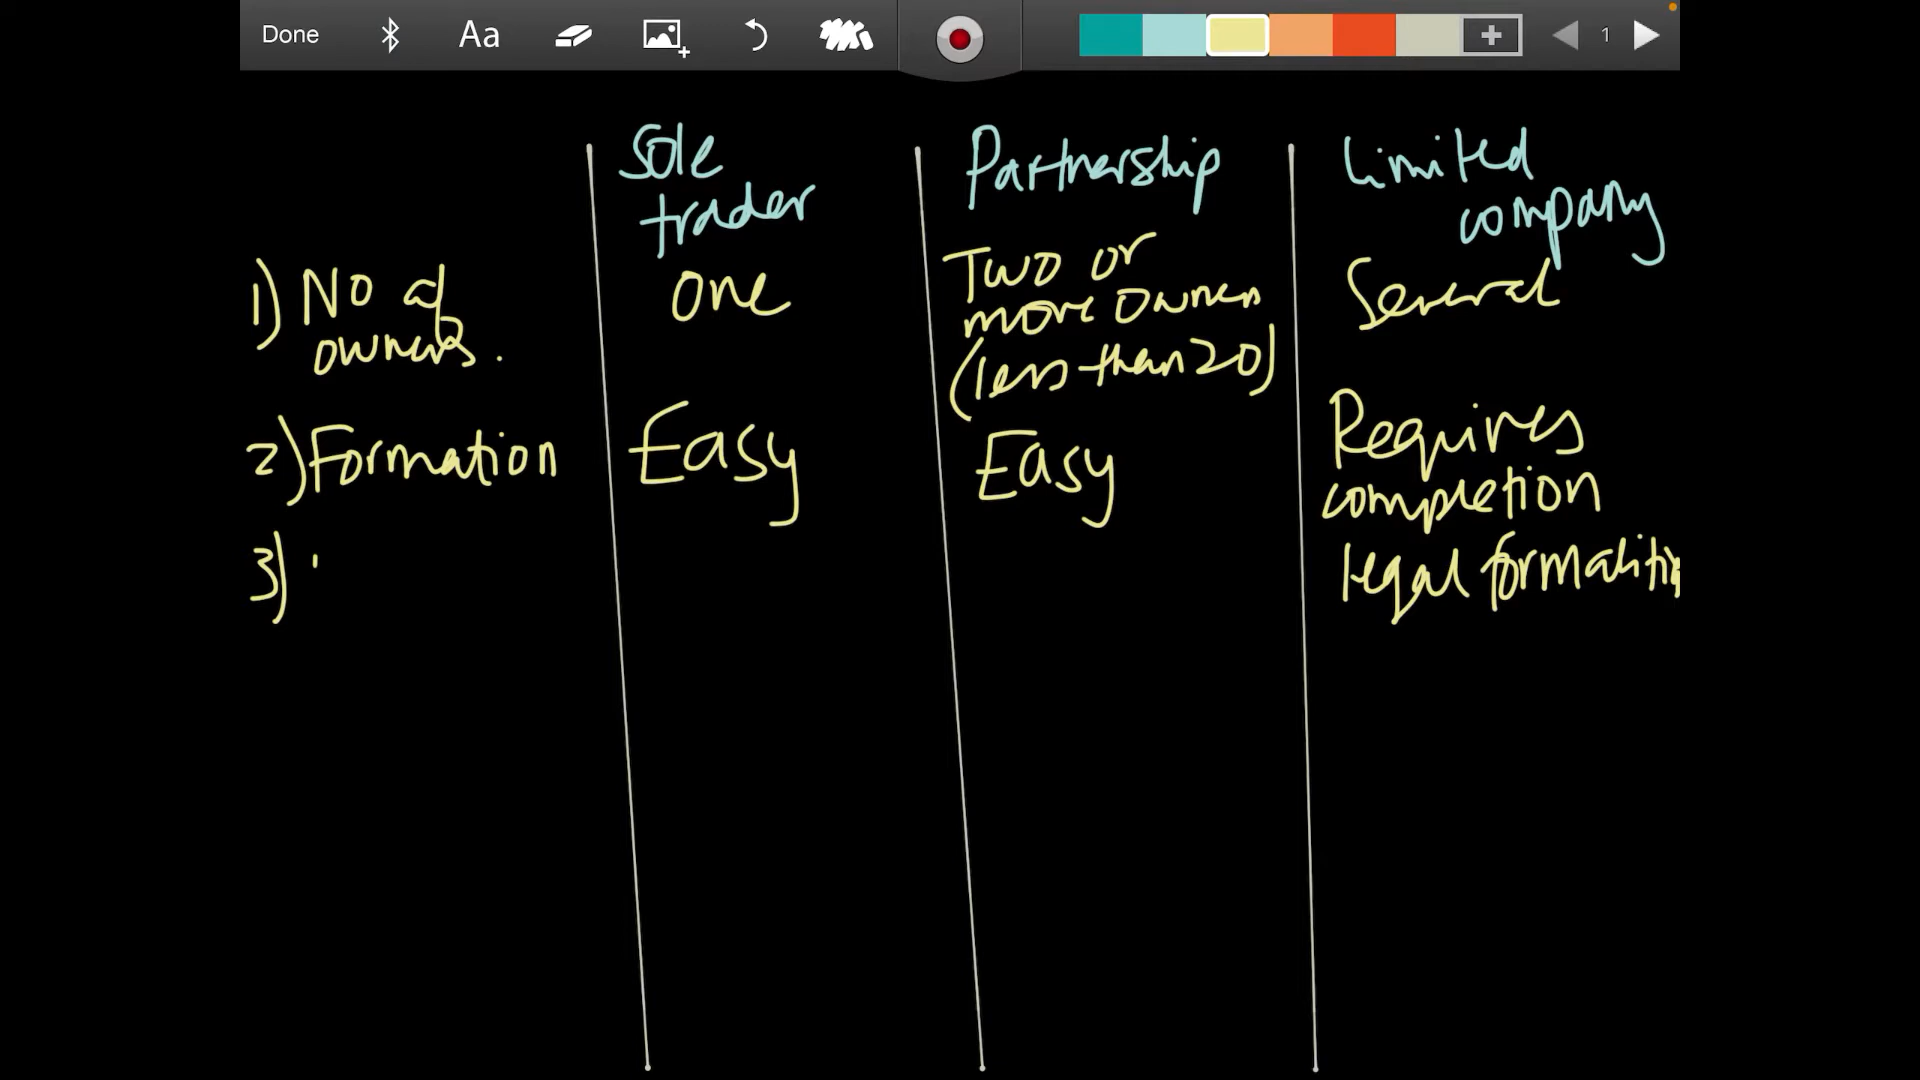 Done
Aa
1
Sole
trader
Partnership
Limited
company
1) No of
owners.
One
Two or
more owners
(less than 20)
Several
2) Formation
Easy
Easy
Requires
completion
legal formalities
3)